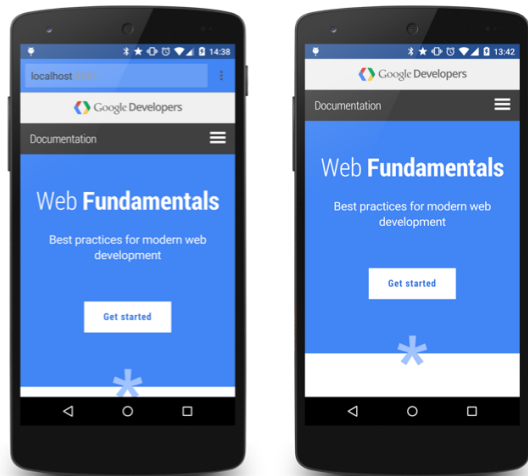 14:38
localhost
Google Developers
Documentation
Web Fundamentals
Best practices for modern web
development
Get started
*
13:42
Google Developers
Documentation
Web Fundamentals
Best practices for modern web
development
Get started
*